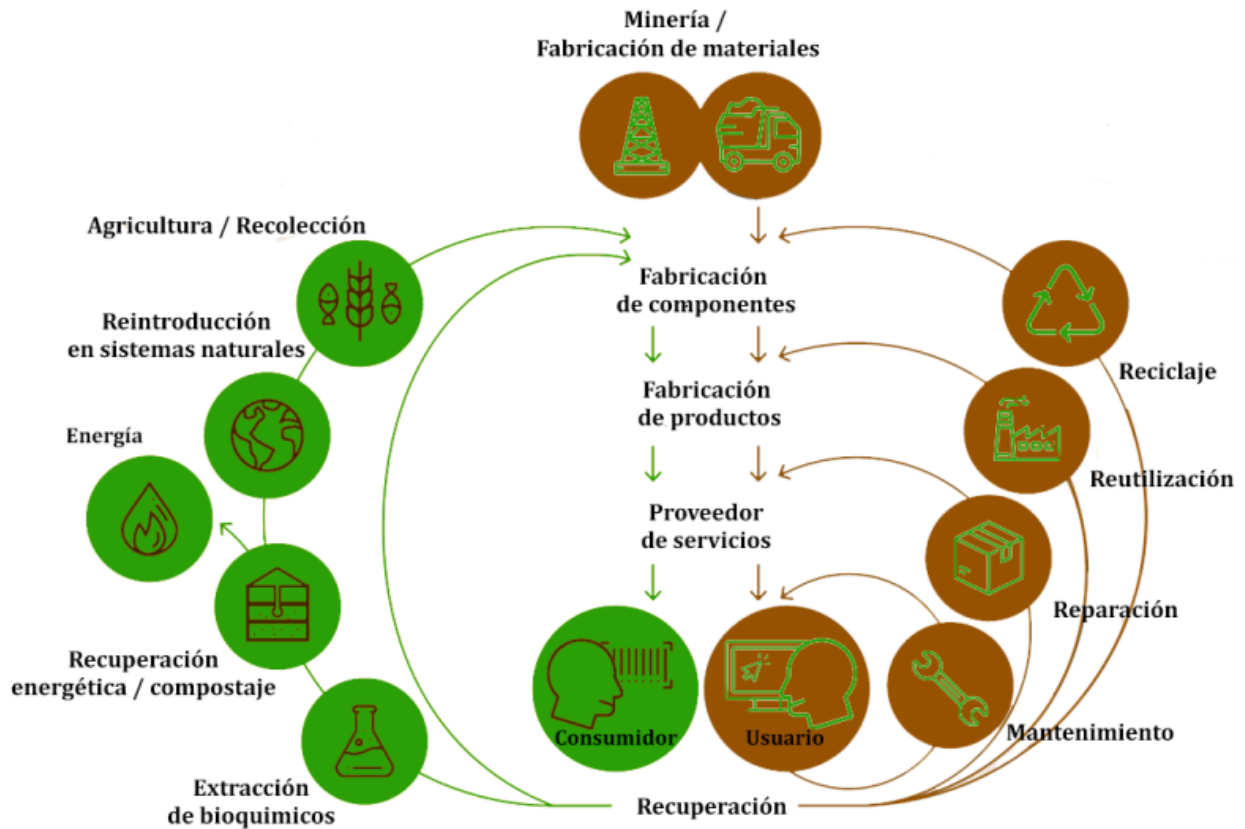 Minería /
Fabricación de materiales
Agricultura / Recolección
Fabricación
de componentes
Reintroducción
en sistemas naturales
Reciclaje
Fabricación
de productos
Energía
Reutilización
Proveedor
de servicios
Reparación
Recuperación
energética / compostaje
Consumidor
Usuario
Mantenimiento
Extracción
de bioquimicos
Recuperación